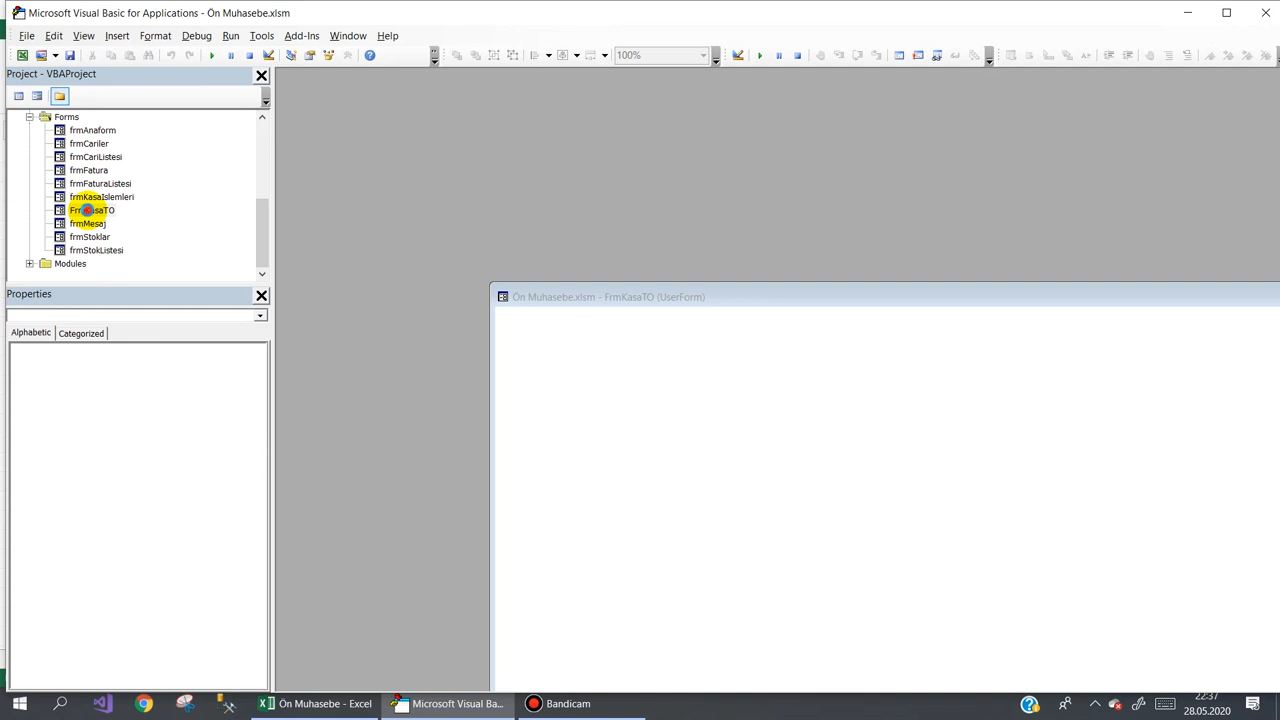 Microsoft Visual Basic for Applications - Ön Muhasebe.xlsm
File Edit View Insert Format Debug Run Tools Add-Ins Window Help
100%
Project - VBAProject
Forms
frmAnaform
frmCariler
frmCariListesi
frmFatura
frmFaturaListesi
frmKasaIslemleri
FrmKasaTO
frmMesaj
frmStoklar
frmStokListesi
Modules
Properties
Alphabetic Categorized
Ön Muhasebe.xlsm - FrmKasaTO (UserForm)
Ön Muhasebe - Excel
Microsoft Visual Ba...
Bandicam
22:37
28.05.2020